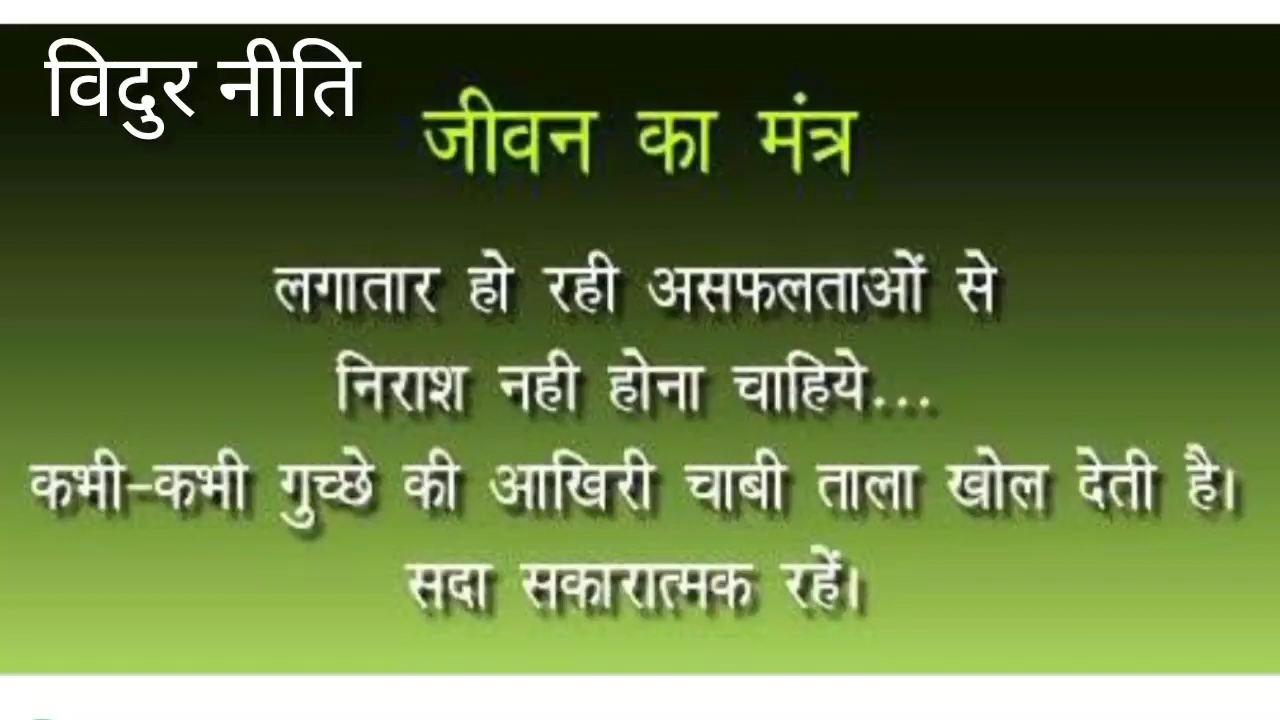 विदुर नीति
जीवन का मंत्र
लगातार हो रही असफलताओं से
निराश नही होना चाहिये...
कभी-कभी गुच्छे की आखिरी चाबी ताला खोल देती है।
सदा सकारात्मक रहें।